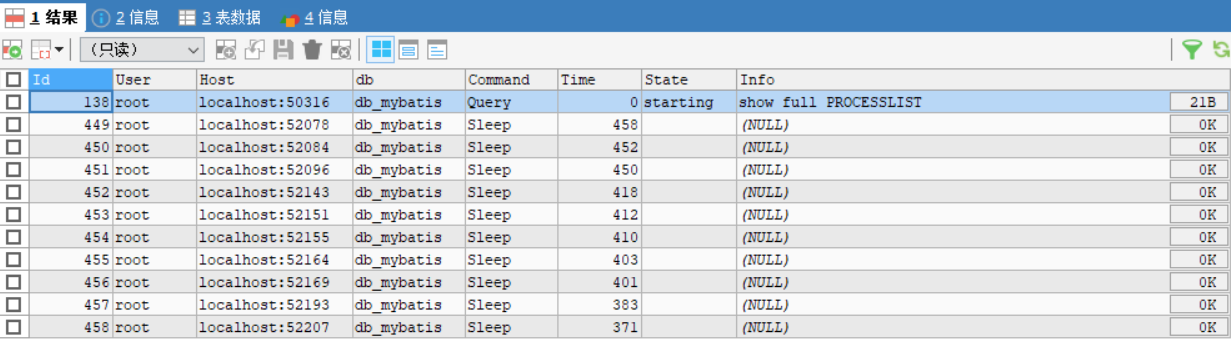 1 结果 2 信息 3 表数据 4 信息
（只读）
Id User Host db Command Time State Info
138 root localhost:50316 db_mybatis Query 0 starting show full PROCESSLIST 21B
449 root localhost:52078 db_mybatis Sleep 458 (NULL) 0K
450 root localhost:52084 db_mybatis Sleep 452 (NULL) 0K
451 root localhost:52096 db_mybatis Sleep 450 (NULL) 0K
452 root localhost:52143 db_mybatis Sleep 418 (NULL) 0K
453 root localhost:52151 db_mybatis Sleep 412 (NULL) 0K
454 root localhost:52155 db_mybatis Sleep 410 (NULL) 0K
455 root localhost:52164 db_mybatis Sleep 403 (NULL) 0K
456 root localhost:52169 db_mybatis Sleep 401 (NULL) 0K
457 root localhost:52193 db_mybatis Sleep 383 (NULL) 0K
458 root localhost:52207 db_mybatis Sleep 371 (NULL) 0K